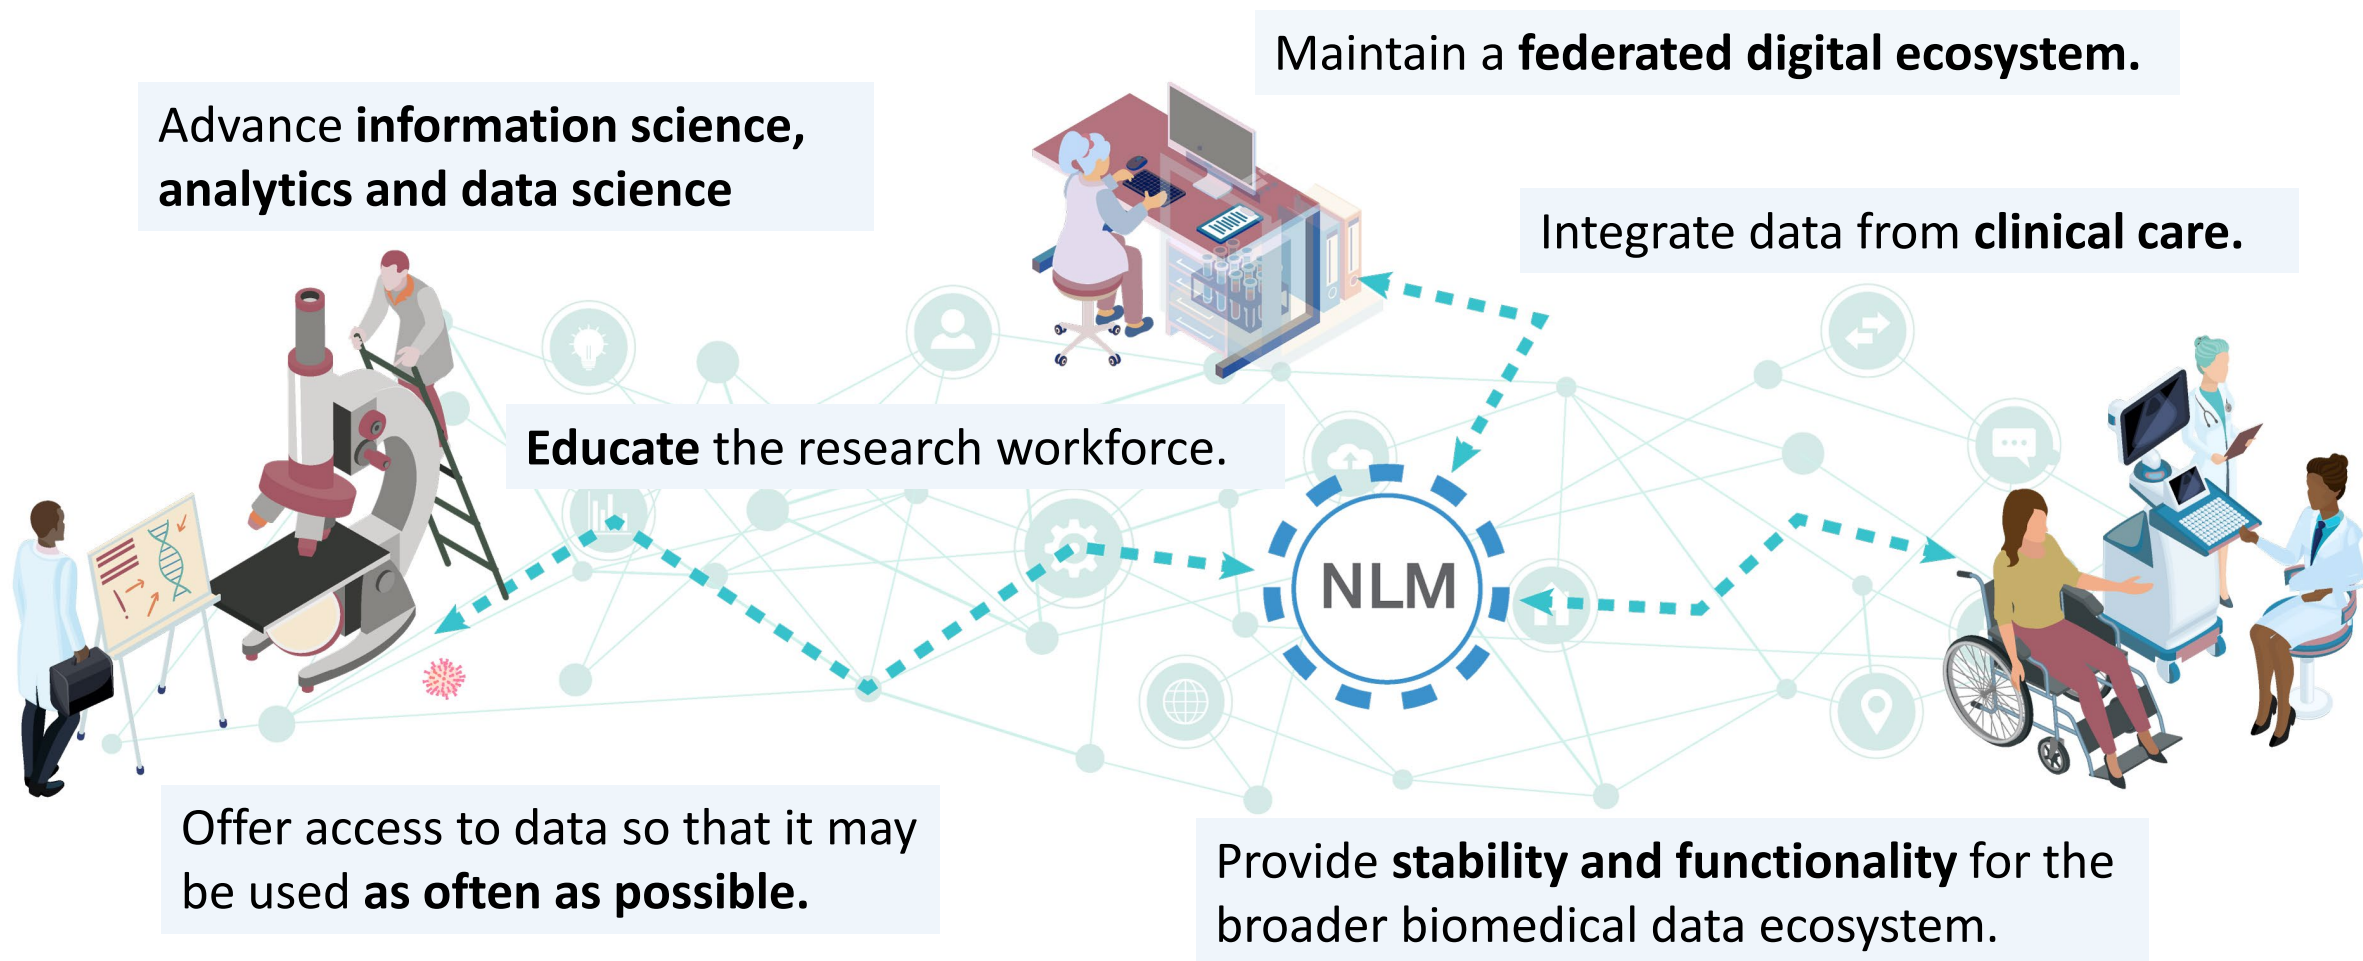 Maintain a federated digital ecosystem.
Advance information science,
analytics and data science
Integrate data from clinical care.
Educate the research workforce.
NLM
Offer access to data so that it may
be used as often as possible.
Provide stability and functionality for the
broader biomedical data ecosystem.